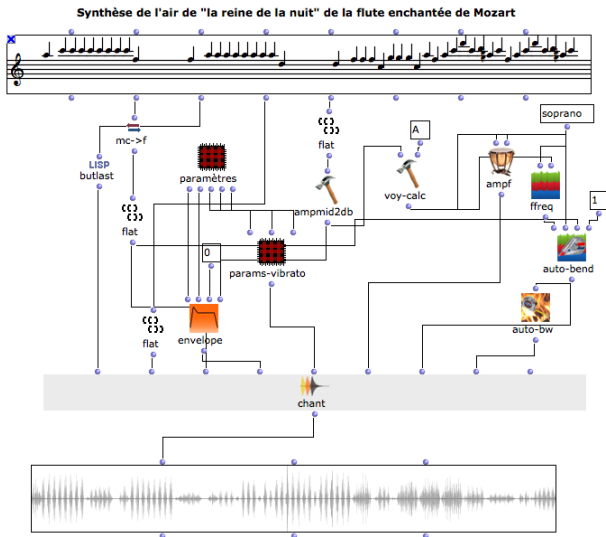 Synthèse de l'air de "la reine de la nuit" de la flute enchantée de Mozart
soprano
A
mc->f
flat
LISP
butlast
paramètres
ampmid2db
voy-calc
ampf
ffreq
1
flat
0
params-vibrato
auto-bend
flat
envelope
auto-bw
chant